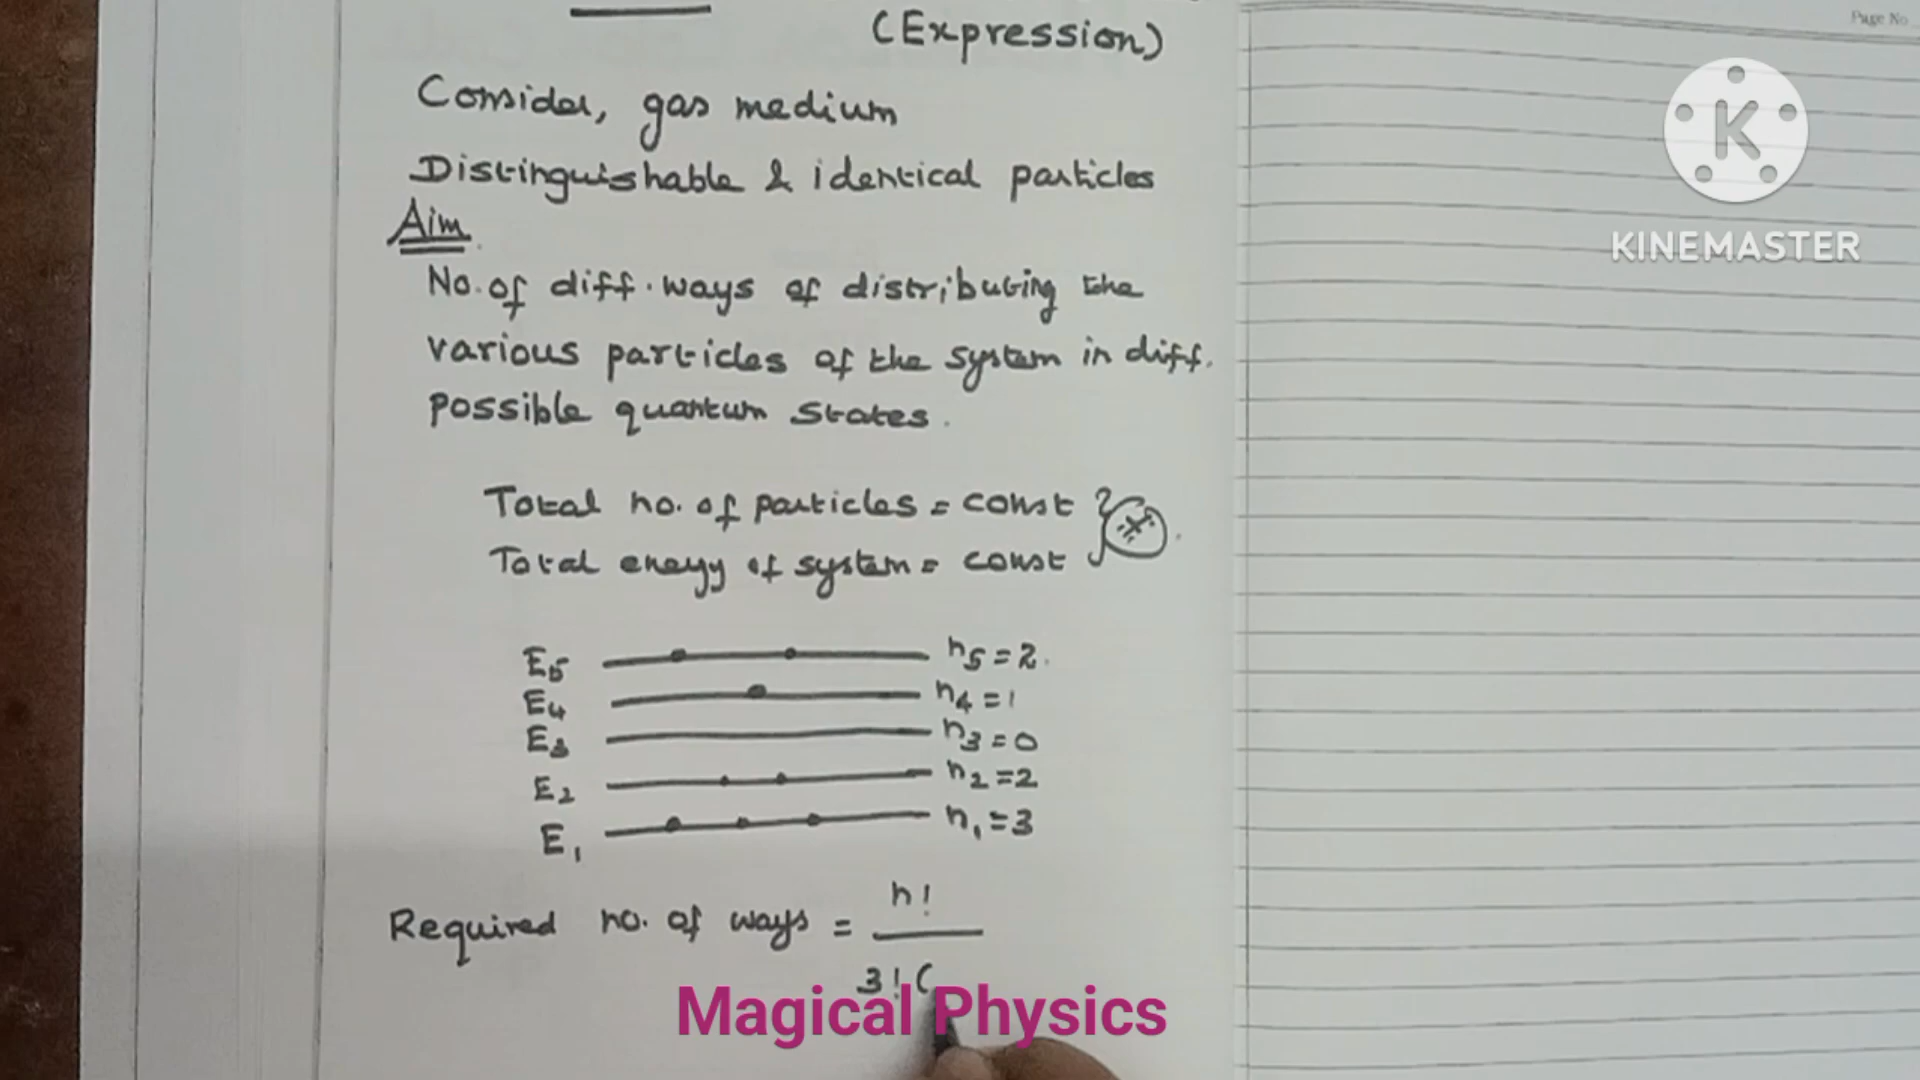 (Expression)
Page No
Consider, gas medium
Distinguishable & identical particles
Aim
No. of diff. ways of distributing the
various particles of the system in diff.
possible quantum states.
Total no. of particles = const
Total energy of system = const
E5 n5 = 2.
E4 n4 = 1
E3 n3 = 0
E2 n2 = 2
E1 n1 = 3
Required no. of ways = n!
3! (
Magical Physics
K
KINEMASTER